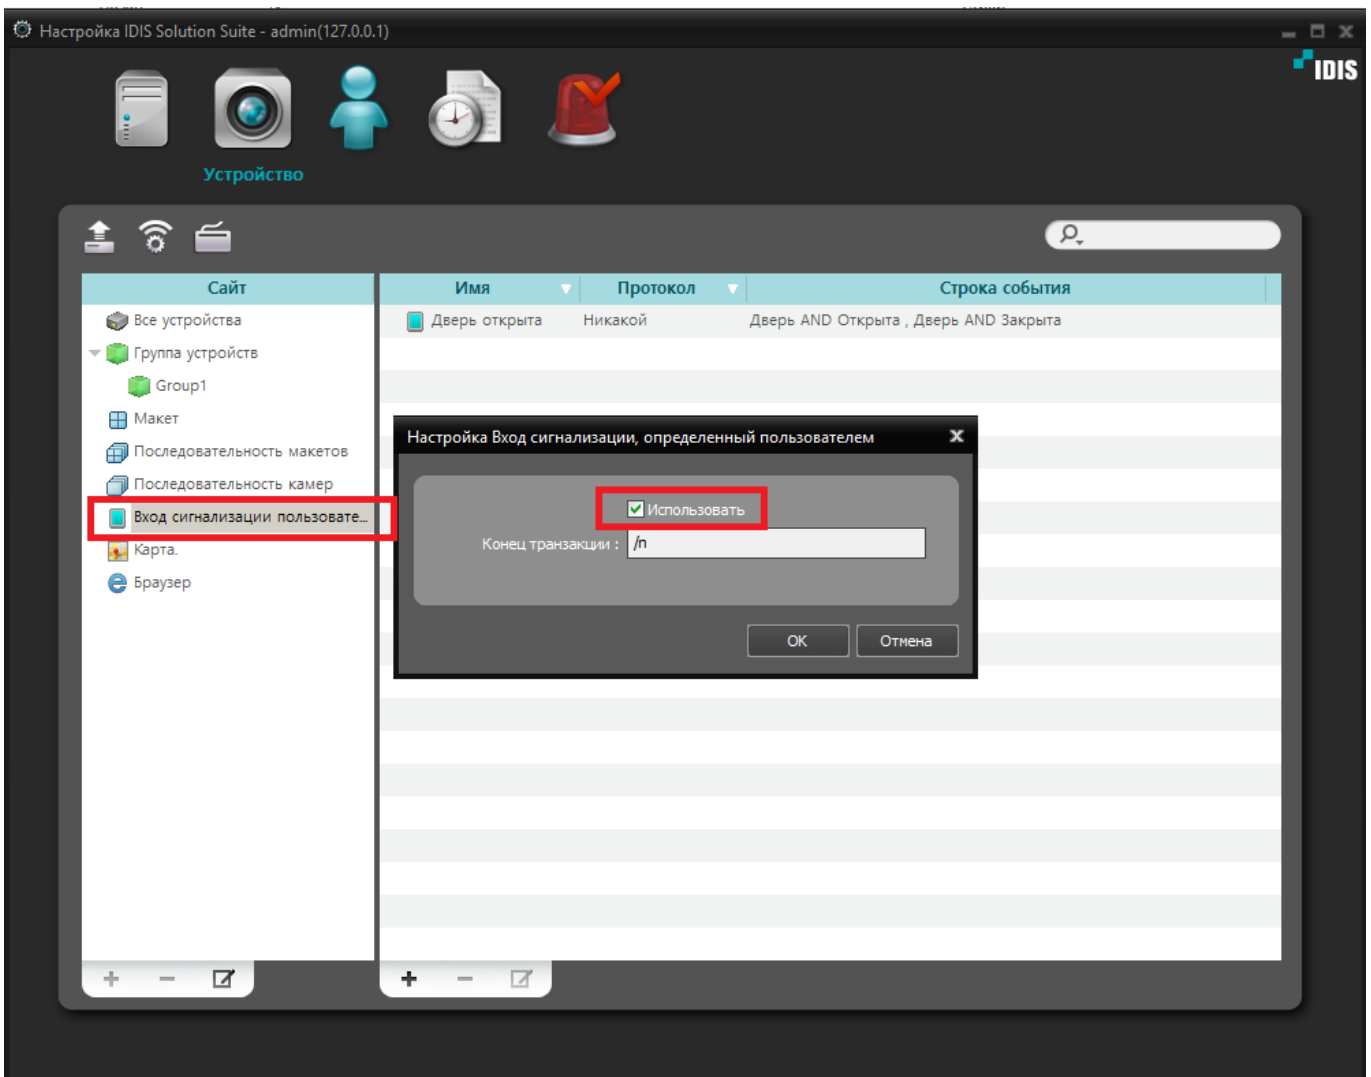 Настройка IDIS Solution Suite - admin(127.0.0.1)
IDIS
Устройство
Сайт
Имя Протокол Строка события
Все устройства
Дверь открыта Никакой Дверь AND Открыта , Дверь AND Закрыта
Группа устройств
Group1
Макет
Последовательность макетов
Последовательность камер
Вход сигнализации пользовате...
Карта.
Браузер
Настройка Вход сигнализации, определенный пользователем
Использовать
Конец транзакции : /n
OK Отмена